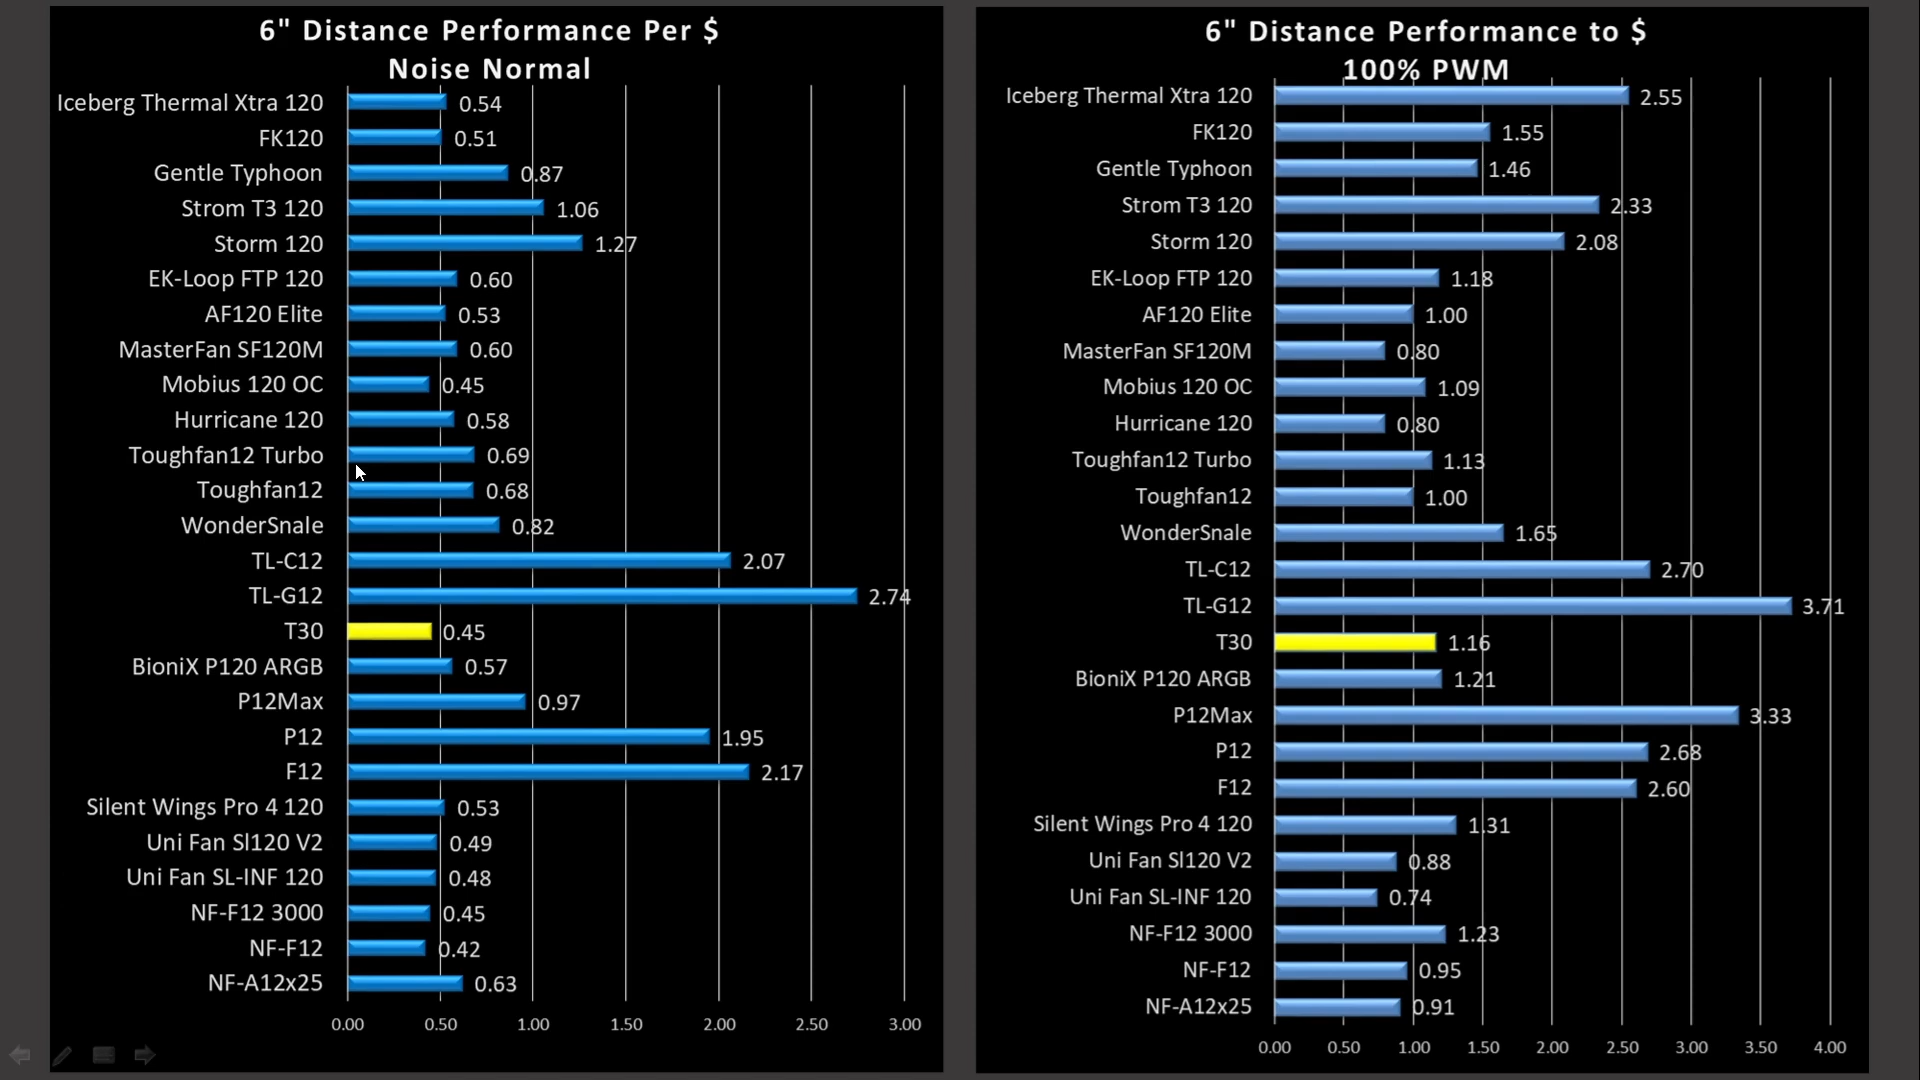 6" Distance Performance Per $
Noise Normal
Iceberg Thermal Xtra 120 0.54
FK120 0.51
Gentle Typhoon 0.87
Strom T3 120 1.06
Storm 120 1.27
EK-Loop FTP 120 0.60
AF120 Elite 0.53
MasterFan SF120M 0.60
Mobius 120 OC 0.45
Hurricane 120 0.58
Toughfan12 Turbo 0.69
Toughfan12 0.68
WonderSnale 0.82
TL-C12 2.07
TL-G12 2.74
T30 0.45
BioniX P120 ARGB 0.57
P12Max 0.97
P12 1.95
F12 2.17
Silent Wings Pro 4 120 0.53
Uni Fan Sl120 V2 0.49
Uni Fan SL-INF 120 0.48
NF-F12 3000 0.45
NF-F12 0.42
NF-A12x25 0.63
0.00 0.50 1.00 1.50 2.00 2.50 3.00
6" Distance Performance to $
100% PWM
Iceberg Thermal Xtra 120 2.55
FK120 1.55
Gentle Typhoon 1.46
Strom T3 120 2.33
Storm 120 2.08
EK-Loop FTP 120 1.18
AF120 Elite 1.00
MasterFan SF120M 0.80
Mobius 120 OC 1.09
Hurricane 120 0.80
Toughfan12 Turbo 1.13
Toughfan12 1.00
WonderSnale 1.65
TL-C12 2.70
TL-G12 3.71
T30 1.16
BioniX P120 ARGB 1.21
P12Max 3.33
P12 2.68
F12 2.60
Silent Wings Pro 4 120 1.31
Uni Fan Sl120 V2 0.88
Uni Fan SL-INF 120 0.74
NF-F12 3000 1.23
NF-F12 0.95
NF-A12x25 0.91
0.00 0.50 1.00 1.50 2.00 2.50 3.00 3.50 4.00